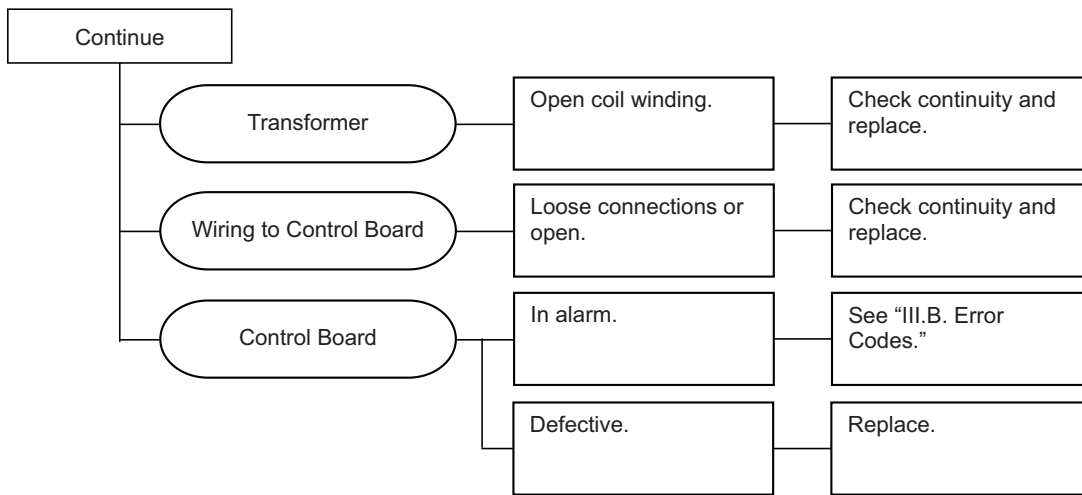 Continue
Transformer
Open coil winding.
Check continuity and
replace.
Wiring to Control Board
Loose connections or
open.
Check continuity and
replace.
Control Board
In alarm.
See “III.B. Error
Codes.”
Defective.
Replace.